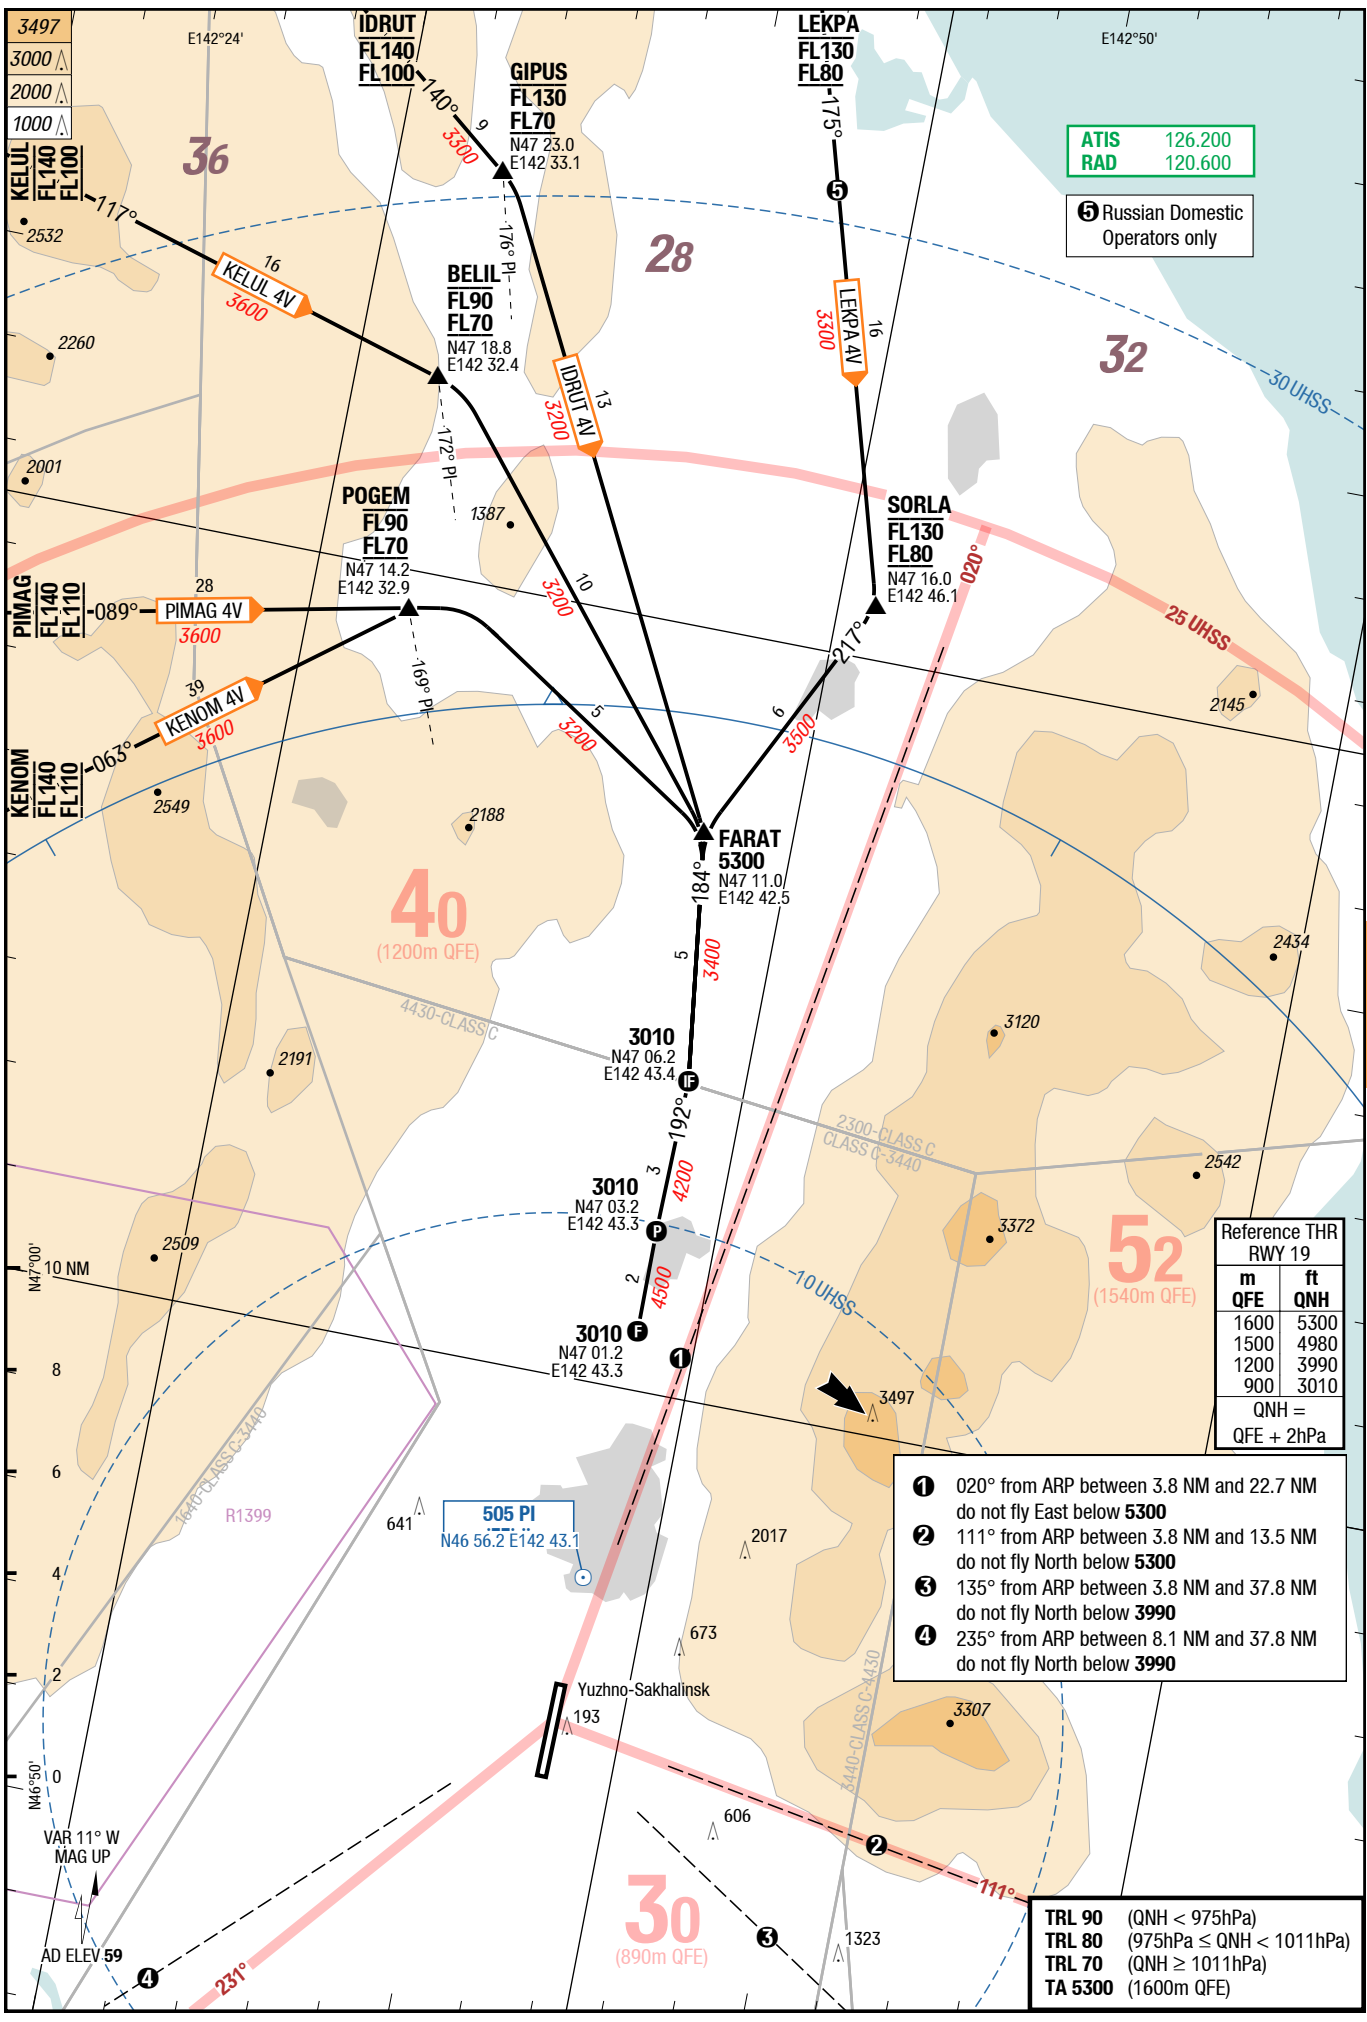 3497
3000
2000
1000
E142°24'
E142°50'
IDRUT
FL140
FL100
140°
9
3300
GIPUS
FL130
FL70
N47 23.0
E142 33.1
LEKPA
FL130
FL80
175°
5
ATIS 126.200
RAD 120.600
5 Russian Domestic
Operators only
KELUL
FL140
FL100
117°
36
28
32
2532
16
KELUL 4V
3600
176° PI
BELIL
FL90
FL70
N47 18.8
E142 32.4
LEKPA 4V
16
3300
2260
30 UHSS
IDRUT 4V
13
3200
172° PI
2001
1387
POGEM
FL90
FL70
N47 14.2
E142 32.9
SORLA
FL130
FL80
N47 16.0
E142 46.1
020°
25 UHSS
10
3200
PIMAG
FL140
FL110
089°
28
PIMAG 4V
3600
217°
39
KENOM 4V
3600
169° PI
5
3200
6
3500
2145
KENOM
FL140
FL110
063°
2549
2188
FARAT
5300
N47 11.0
E142 42.5
184°
40
(1200m QFE)
5
3400
2434
4430-CLASS C
3120
3010
N47 06.2
E142 43.4
IF
2191
192°
2300-CLASS C
CLASS C-3440
2542
3
4200
3010
N47 03.2
E142 43.3
P
3372
52
(1540m QFE)
2509
N47°00'
10 NM
2
4500
10 UHSS
3010
N47 01.2
E142 43.3
F
1
Reference THR
RWY 19
m ft
QFE QNH
1600 5300
1500 4980
1200 3990
900 3010
QNH =
QFE + 2hPa
8
3497
1640-CLASS C-3440
6
R1399
641
505 PI
N46 56.2 E142 43.1
2017
1 020° from ARP between 3.8 NM and 22.7 NM
do not fly East below 5300
2 111° from ARP between 3.8 NM and 13.5 NM
do not fly North below 5300
3 135° from ARP between 3.8 NM and 37.8 NM
do not fly North below 3990
4 235° from ARP between 8.1 NM and 37.8 NM
do not fly North below 3990
4
673
2
Yuzhno-Sakhalinsk
193
3440-CLASS C-4430
3307
N46°50'
0
606
2
VAR 11° W
MAG UP
111°
30
(890m QFE)
3
1323
AD ELEV 59
4
231°
TRL 90 (QNH < 975hPa)
TRL 80 (975hPa ≤ QNH < 1011hPa)
TRL 70 (QNH ≥ 1011hPa)
TA 5300 (1600m QFE)